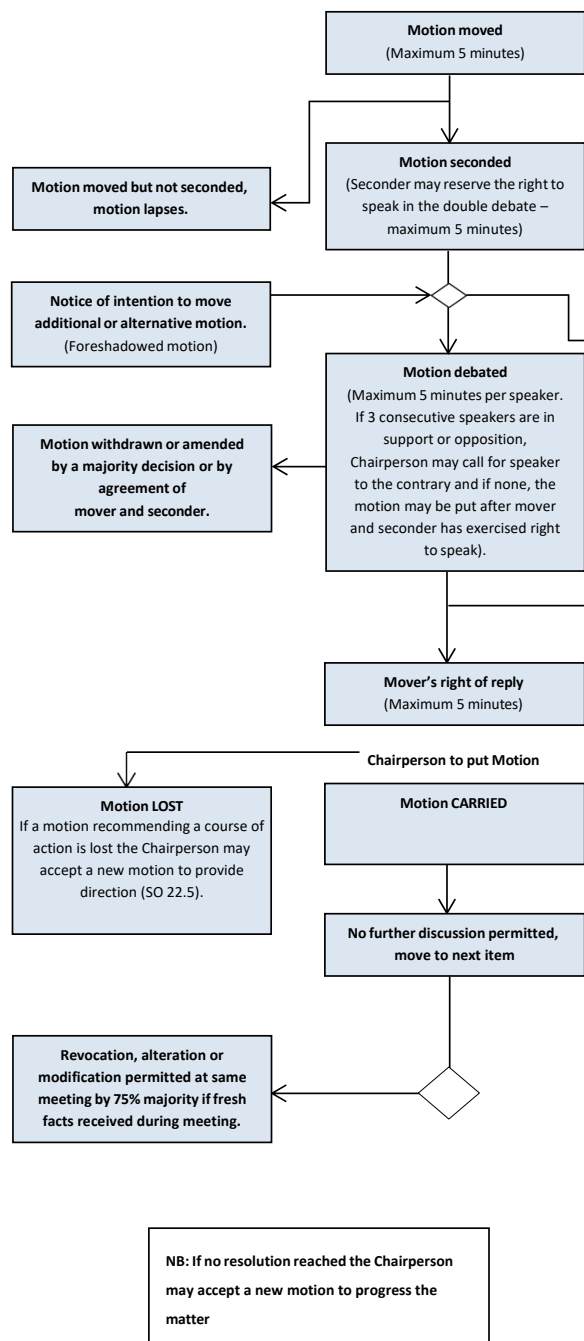 Motion moved
(Maximum 5 minutes)
Motion seconded
(Seconder may reserve the right to
speak in the double debate –
maximum 5 minutes)
Motion moved but not seconded,
motion lapses.
Notice of intention to move
additional or alternative motion.
(Foreshadowed motion)
Motion debated
(Maximum 5 minutes per speaker.
If 3 consecutive speakers are in
support or opposition,
Chairperson may call for speaker
to the contrary and if none, the
motion may be put after mover
and seconder has exercised right
to speak).
Motion withdrawn or amended
by a majority decision or by
agreement of
mover and seconder.
Mover’s right of reply
(Maximum 5 minutes)
Chairperson to put Motion
Motion LOST
If a motion recommending a course of
action is lost the Chairperson may
accept a new motion to provide
direction (SO 22.5).
Motion CARRIED
No further discussion permitted,
move to next item
Revocation, alteration or
modification permitted at same
meeting by 75% majority if fresh
facts received during meeting.
NB: If no resolution reached the Chairperson
may accept a new motion to progress the
matter